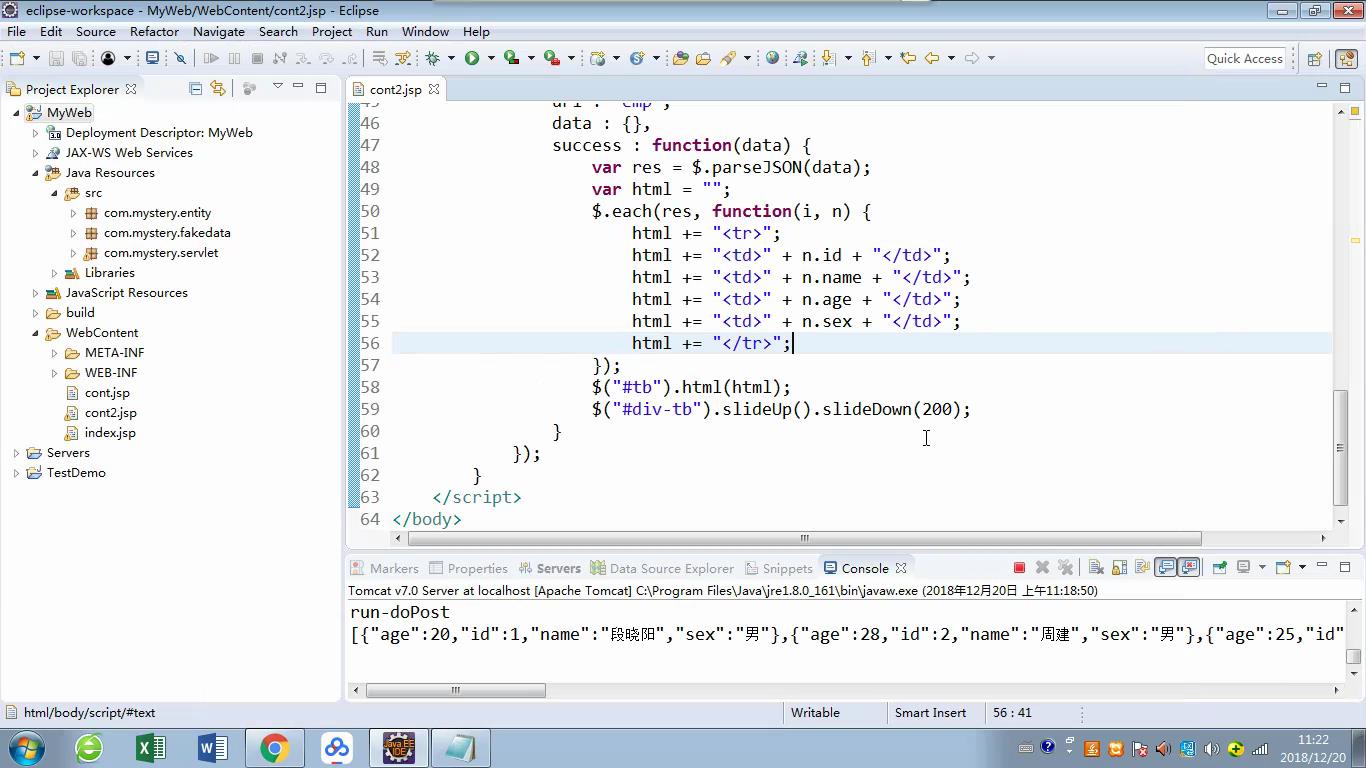 eclipse-workspace - MyWeb/WebContent/cont2.jsp - Eclipse
File Edit Source Refactor Navigate Search Project Run Window Help
Quick Access
Project Explorer
MyWeb
Deployment Descriptor: MyWeb
JAX-WS Web Services
Java Resources
src
com.mystery.entity
com.mystery.fakedata
com.mystery.servlet
Libraries
JavaScript Resources
build
WebContent
META-INF
WEB-INF
cont.jsp
cont2.jsp
index.jsp
Servers
TestDemo
cont2.jsp
46 data : {},
47 success : function(data) {
48 var res = $.parseJSON(data);
49 var html = "";
50 $.each(res, function(i, n) {
51 html += "<tr>";
52 html += "<td>" + n.id + "</td>";
53 html += "<td>" + n.name + "</td>";
54 html += "<td>" + n.age + "</td>";
55 html += "<td>" + n.sex + "</td>";
56 html += "</tr>";
57 });
58 $("#tb").html(html);
59 $("#div-tb").slideUp().slideDown(200);
60 }
61 });
62 }
63 </script>
64 </body>
Markers Properties Servers Data Source Explorer Snippets Console
Tomcat v7.0 Server at localhost [Apache Tomcat] C:\Program Files\Java\jre1.8.0_161\bin\javaw.exe (2018年12月20日 上午11:18:50)
run-doPost
[{"age":20,"id":1,"name":"段晓阳","sex":"男"},{"age":28,"id":2,"name":"周建","sex":"男"},{"age":25,"id"
html/body/script/#text Writable Smart Insert 56 : 41
11:22
2018/12/20